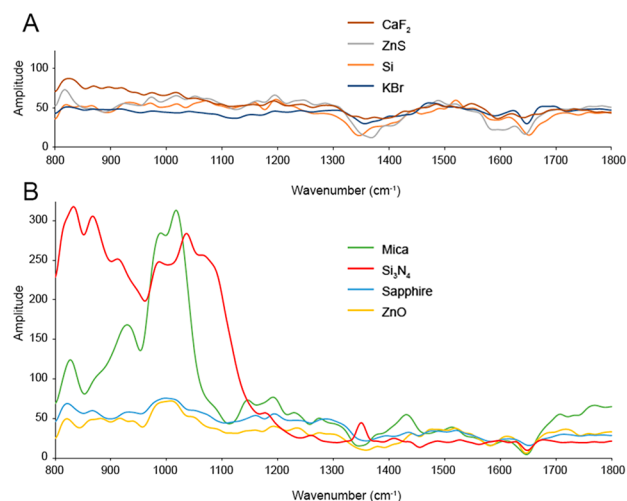 A
CaF₂
ZnS
Si
KBr
Amplitude
100
50
0
800 900 1000 1100 1200 1300 1400 1500 1600 1700 1800
Wavenumber (cm⁻¹)
B
Mica
Si₃N₄
Sapphire
ZnO
Amplitude
300
250
200
150
100
50
0
800 900 1000 1100 1200 1300 1400 1500 1600 1700 1800
Wavenumber (cm⁻¹)